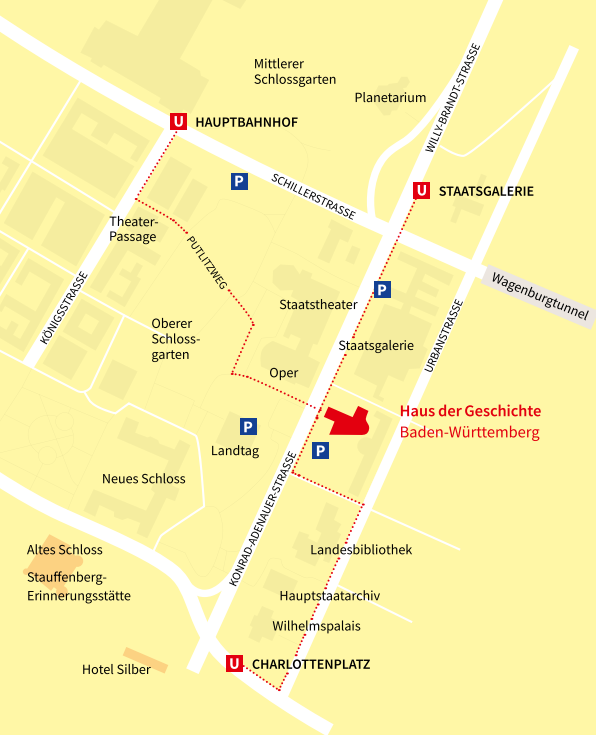 Mittlerer
Schlossgarten
Planetarium
WILLY-BRANDT-STRASSE
U HAUPTBAHNHOF
P
SCHILLERSTRASSE
U STAATSGALERIE
Theater-
Passage
PUTLITZWEG
KÖNIGSSTRASSE
Wagenburgtunnel
P
Staatstheater
Oberer
Schloss-
garten
Staatsgalerie
URBANSTRASSE
Oper
Haus der Geschichte
Baden-Württemberg
P
P
Landtag
Neues Schloss
KONRAD-ADENAUER-STRASSE
Altes Schloss
Stauffenberg-
Erinnerungsstätte
Landesbibliothek
Hauptstaatarchiv
Wilhelmspalais
Hotel Silber
U CHARLOTTENPLATZ